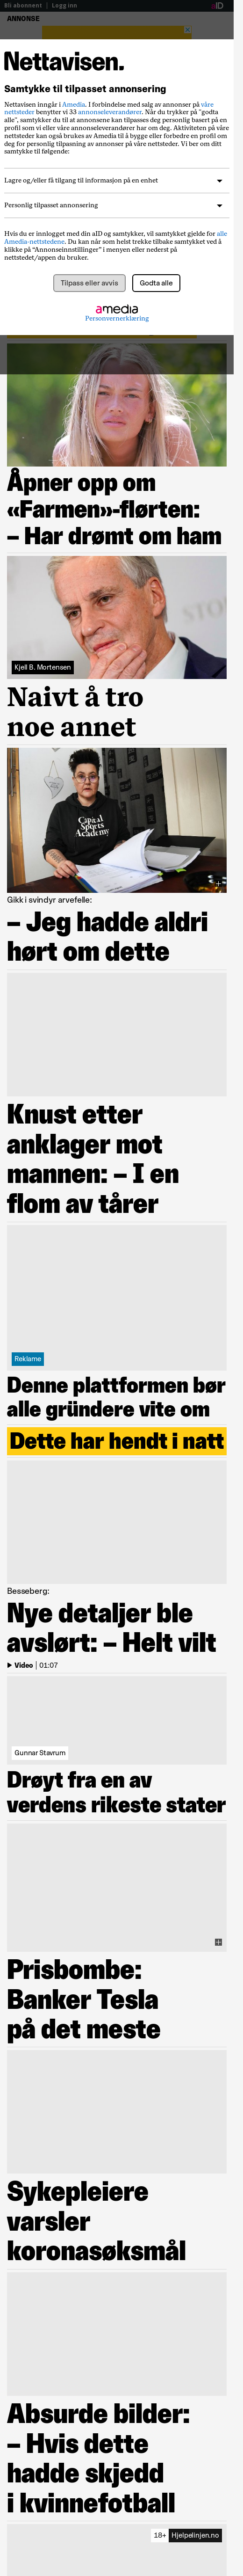 Bli abonnent | Logg inn
ANNONSE
Nettavisen.
Samtykke til tilpasset annonsering
Nettavisen inngår i Amedia. I forbindelse med salg av annonser på våre
nettsteder benytter vi 33 annonseleverandører. Når du trykker på "godta
alle", samtykker du til at annonsene kan tilpasses deg personlig basert på en
profil som vi eller våre annonseleverandører har om deg. Aktiviteten på våre
nettsteder kan også brukes av Amedia til å bygge eller forbedre en profil om
deg for personlig tilpasning av annonser på våre nettsteder. Vi ber om ditt
samtykke til følgende:
Lagre og/eller få tilgang til informasjon på en enhet
Personlig tilpasset annonsering
Hvis du er innlogget med din aID og samtykker, vil samtykket gjelde for alle
Amedia-nettstedene. Du kan når som helst trekke tilbake samtykket ved å
klikke på “Annonseinnstillinger” i menyen eller nederst på
nettstedet/appen du bruker.
Tilpass eller avvis
Godta alle
amedia
Personvernerklæring
Åpner opp om
«Farmen»-flørten:
– Har drømt om ham
Kjell B. Mortensen
Naivt å tro
noe annet
Capital
Sports
Academy
Gikk i svindyr arvefelle:
– Jeg hadde aldri
hørt om dette
Knust etter
anklager mot
mannen: – I en
flom av tårer
Reklame
Denne plattformen bør
alle gründere vite om
Dette har hendt i natt
Besseberg:
Nye detaljer ble
avslørt: – Helt vilt
Video | 01:07
Gunnar Stavrum
Drøyt fra en av
verdens rikeste stater
Prisbombe:
Banker Tesla
på det meste
Sykepleiere
varsler
koronasøksmål
Absurde bilder:
– Hvis dette
hadde skjedd
i kvinnefotball
18+ Hjelpelinjen.no